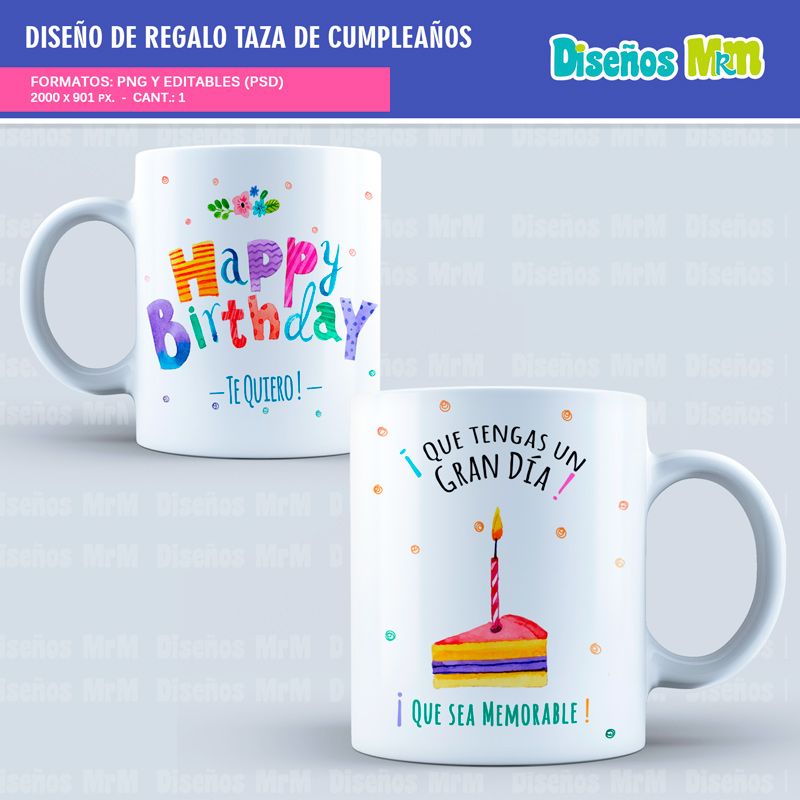 DISEÑO DE REGALO TAZA DE CUMPLEAÑOS
Diseños MrM
FORMATOS: PNG Y EDITABLES (PSD)
2000 x 901 PX. - CANT.: 1
Happy
Birthday
—TE QUIERO! —
¡QUE TENGAS UN
GRAN DÍA!
¡QUE SEA MEMORABLE!